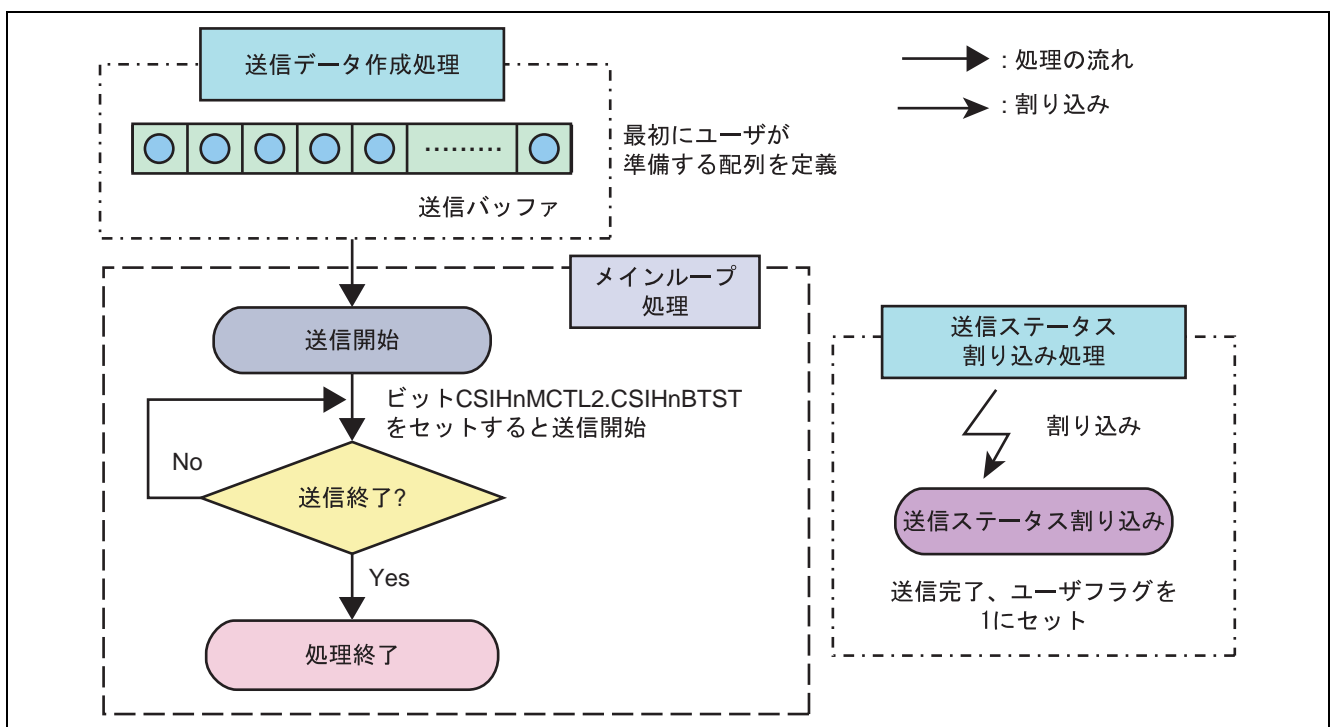 送信データ作成処理
: 処理の流れ
: 割り込み
最初にユーザが
準備する配列を定義
………
送信バッファ
メインループ
処理
送信開始
ビットCSIHnMCTL2.CSIHnBTST
をセットすると送信開始
No
送信終了?
Yes
処理終了
送信ステータス
割り込み処理
割り込み
送信ステータス割り込み
送信完了、ユーザフラグを
1にセット